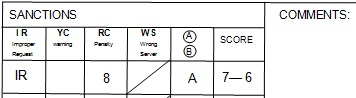 SANCTIONS COMMENTS:
IR YC RC WS Ⓐ SCORE
Improper warning Penalty Wrong Ⓑ
Request Server
IR 8 A 7—6